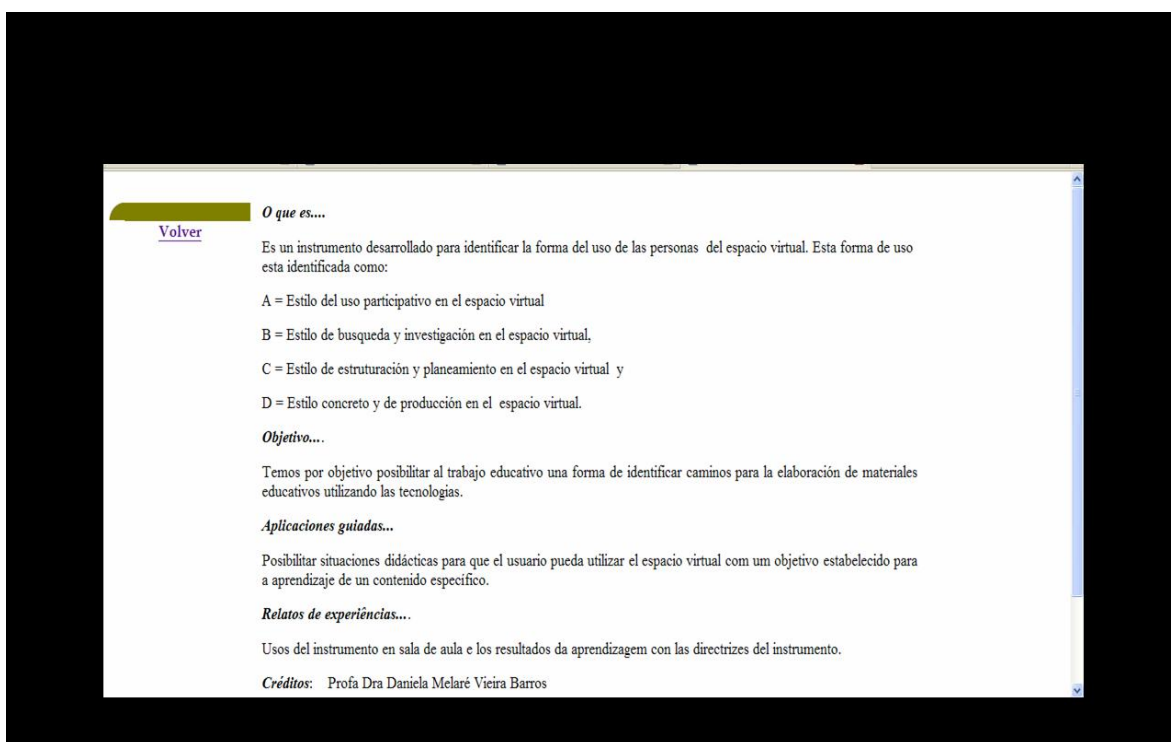 Volver
O que es....
Es un instrumento desarrollado para identificar la forma del uso de las personas del espacio virtual. Esta forma de uso
esta identificada como:
A = Estilo del uso participativo en el espacio virtual
B = Estilo de busqueda y investigación en el espacio virtual,
C = Estilo de estruturación y planeamiento en el espacio virtual y
D = Estilo concreto y de producción en el espacio virtual.
Objetivo....
Temos por objetivo posibilitar al trabajo educativo una forma de identificar caminos para la elaboración de materiales
educativos utilizando las tecnologias.
Aplicaciones guiadas...
Posibilitar situaciones didácticas para que el usuario pueda utilizar el espacio virtual com um objetivo estabelecido para
a aprendizaje de un contenido especifico.
Relatos de experiências....
Usos del instrumento en sala de aula e los resultados da aprendizagem con las directrizes del instrumento.
Créditos: Profa Dra Daniela Melaré Vieira Barros